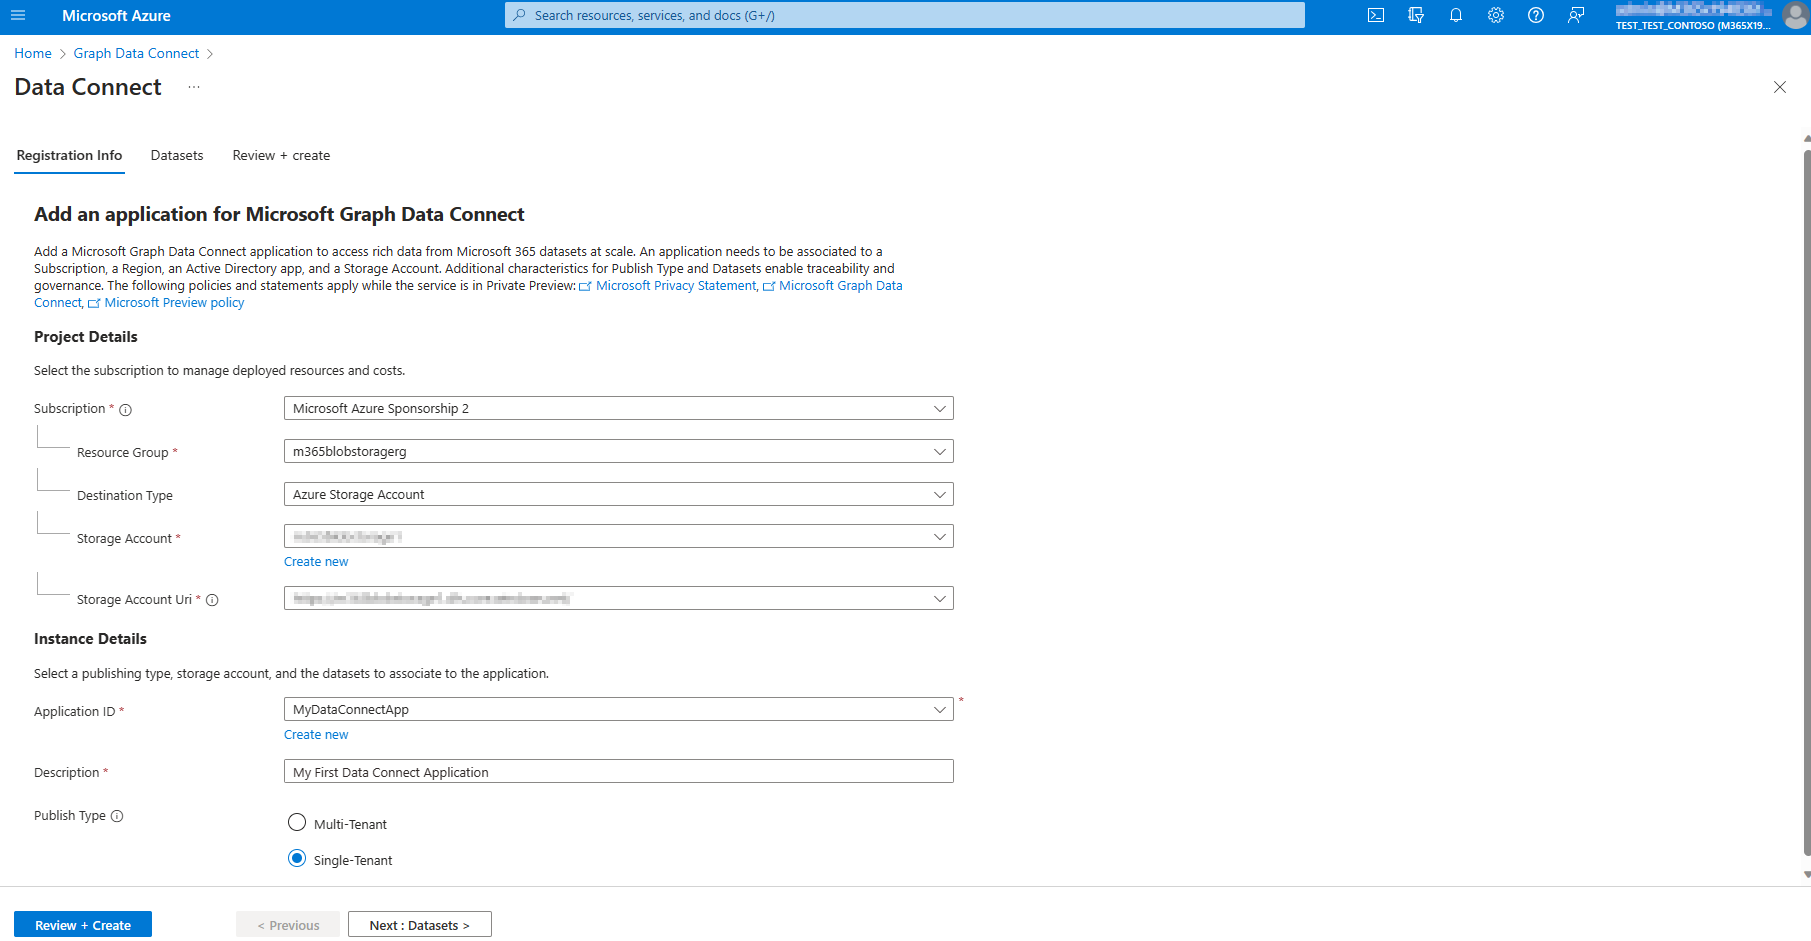 Microsoft Azure
Search resources, services, and docs (G+/)
TEST_TEST_CONTOSO (M365X19...
Home > Graph Data Connect >
Data Connect ...
Registration Info Datasets Review + create
Add an application for Microsoft Graph Data Connect
Add a Microsoft Graph Data Connect application to access rich data from Microsoft 365 datasets at scale. An application needs to be associated to a
Subscription, a Region, an Active Directory app, and a Storage Account. Additional characteristics for Publish Type and Datasets enable traceability and
governance. The following policies and statements apply while the service is in Private Preview: Microsoft Privacy Statement, Microsoft Graph Data
Connect, Microsoft Preview policy
Project Details
Select the subscription to manage deployed resources and costs.
Subscription * Microsoft Azure Sponsorship 2
Resource Group * m365blobstoragerg
Destination Type Azure Storage Account
Storage Account *
Create new
Storage Account Uri *
Instance Details
Select a publishing type, storage account, and the datasets to associate to the application.
Application ID * MyDataConnectApp *
Create new
Description * My First Data Connect Application
Publish Type
Multi-Tenant
Single-Tenant
Review + Create < Previous Next : Datasets >